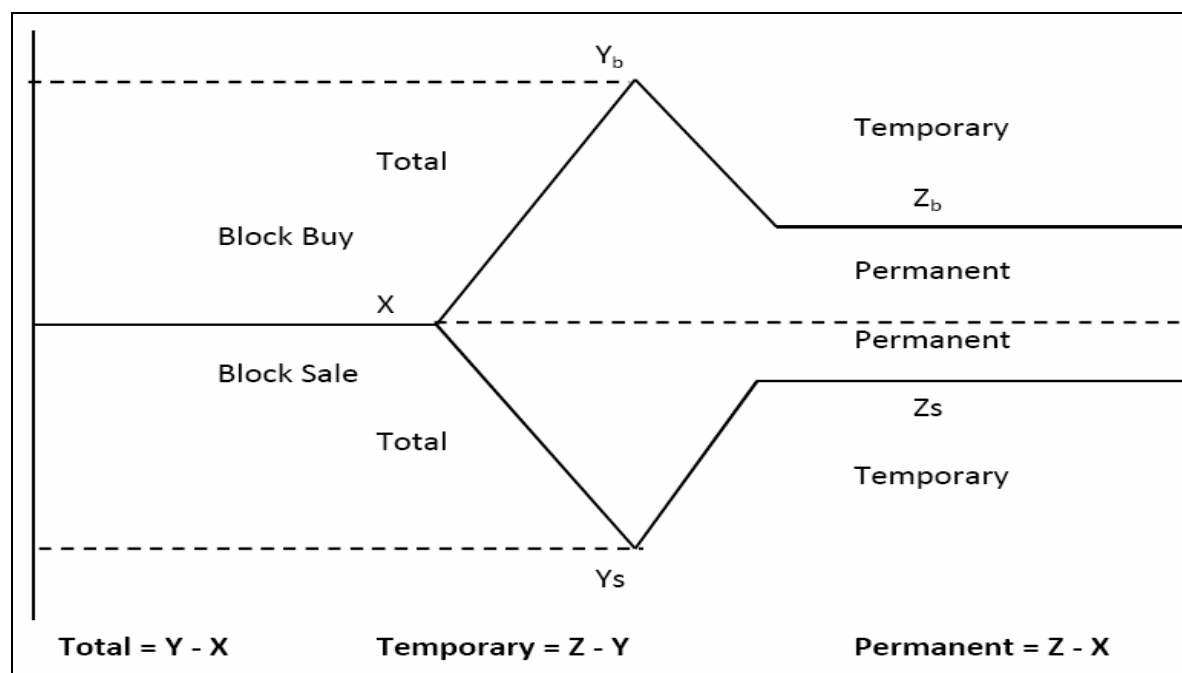 Y_b
Temporary
Total
Z_b
Block Buy
Permanent
X
Permanent
Block Sale
Zs
Total
Temporary
Ys
Total = Y - X Temporary = Z - Y Permanent = Z - X